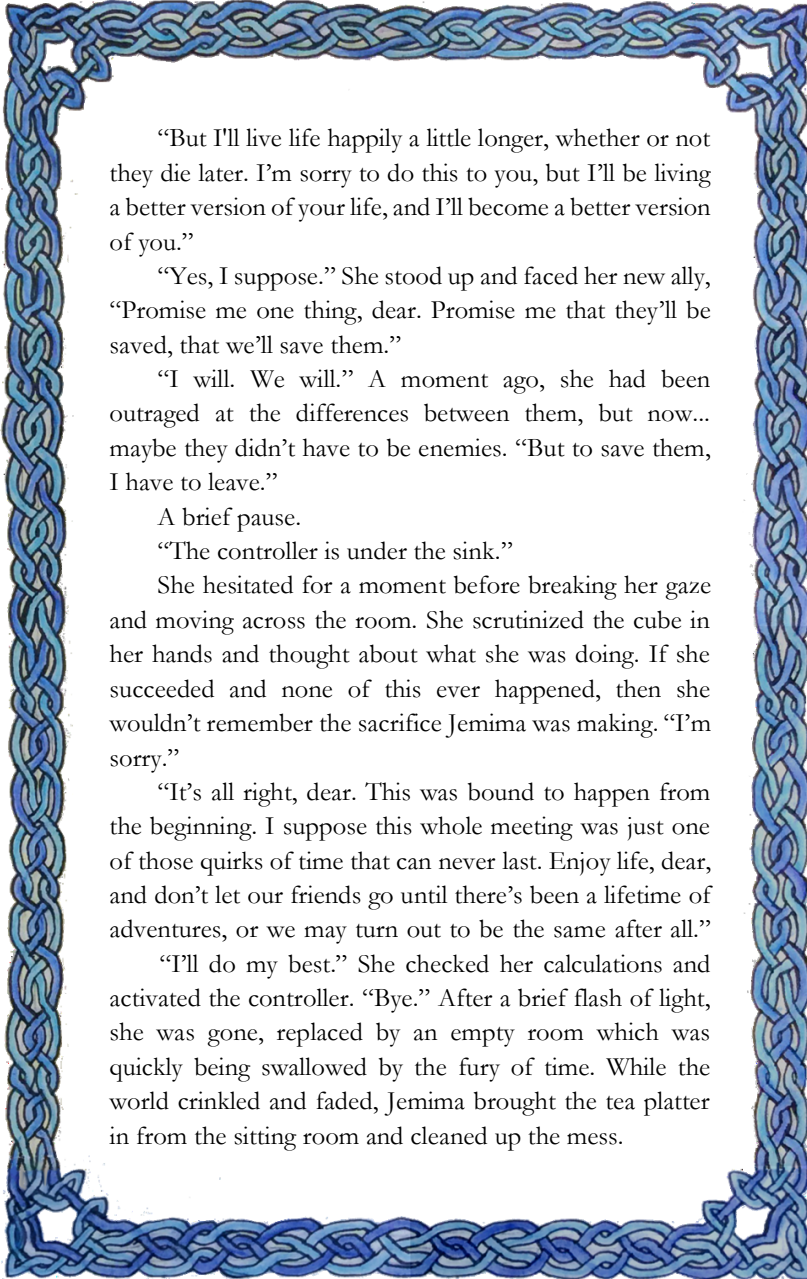 “But I'll live life happily a little longer, whether or not
they die later. I’m sorry to do this to you, but I’ll be living
a better version of your life, and I’ll become a better version
of you.”
“Yes, I suppose.” She stood up and faced her new ally,
“Promise me one thing, dear. Promise me that they’ll be
saved, that we’ll save them.”
“I will. We will.” A moment ago, she had been
outraged at the differences between them, but now...
maybe they didn’t have to be enemies. “But to save them,
I have to leave.”
A brief pause.
“The controller is under the sink.”
She hesitated for a moment before breaking her gaze
and moving across the room. She scrutinized the cube in
her hands and thought about what she was doing. If she
succeeded and none of this ever happened, then she
wouldn’t remember the sacrifice Jemima was making. “I’m
sorry.”
“It’s all right, dear. This was bound to happen from
the beginning. I suppose this whole meeting was just one
of those quirks of time that can never last. Enjoy life, dear,
and don’t let our friends go until there’s been a lifetime of
adventures, or we may turn out to be the same after all.”
“I’ll do my best.” She checked her calculations and
activated the controller. “Bye.” After a brief flash of light,
she was gone, replaced by an empty room which was
quickly being swallowed by the fury of time. While the
world crinkled and faded, Jemima brought the tea platter
in from the sitting room and cleaned up the mess.